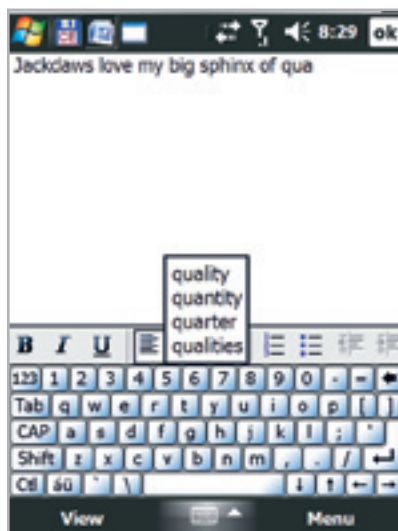 8:29 ok
Jackdaws love my big sphinx of qua
quality
quantity
quarter
qualities
B I U
123 1 2 3 4 5 6 7 8 9 0 - =
Tab q w e r t y u i o p [ ]
CAP a s d f g h j k l ; '
Shift z x c v b n m , . /
Ctl áü ` \
View Menu